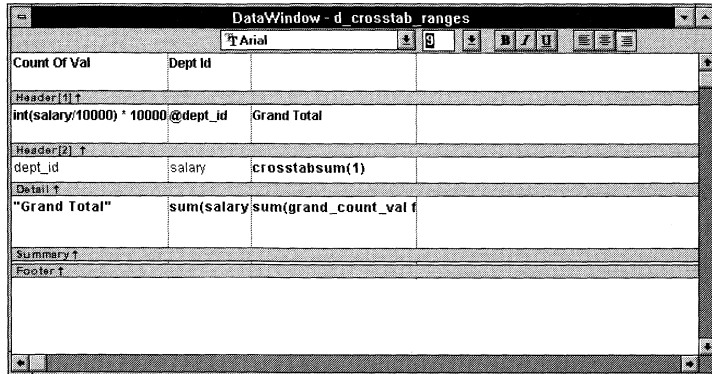 DataWindow - d_crosstab_ranges
Arial 9 B I U
Count Of Val Dept Id
Header[1] ↑
int(salary/10000) * 10000 @dept_id Grand Total
Header[2] ↑
dept_id salary crosstabsum(1)
Detail ↑
"Grand Total" sum(salary sum(grand_count_val f
Summary ↑
Footer ↑